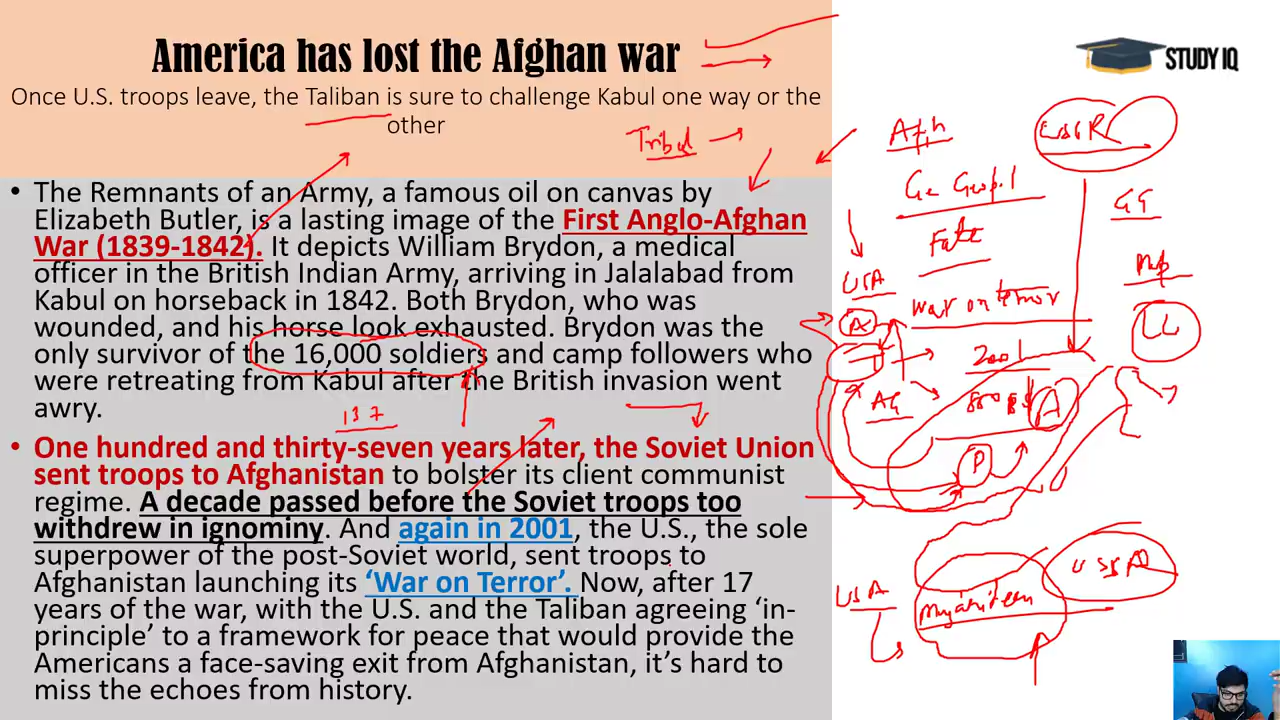 America has lost the Afghan war
Once U.S. troops leave, the Taliban is sure to challenge Kabul one way or the
other
STUDY IQ
Tribal
• The Remnants of an Army, a famous oil on canvas by
Elizabeth Butler, is a lasting image of the First Anglo-Afghan
War (1839-1842). It depicts William Brydon, a medical
officer in the British Indian Army, arriving in Jalalabad from
Kabul on horseback in 1842. Both Brydon, who was
wounded, and his horse look exhausted. Brydon was the
only survivor of the 16,000 soldiers and camp followers who
were retreating from Kabul after the British invasion went
awry.
137
• One hundred and thirty-seven years later, the Soviet Union
sent troops to Afghanistan to bolster its client communist
regime. A decade passed before the Soviet troops too
withdrew in ignominy. And again in 2001, the U.S., the sole
superpower of the post-Soviet world, sent troops to
Afghanistan launching its ‘War on Terror’. Now, after 17
years of the war, with the U.S. and the Taliban agreeing ‘in-
principle’ to a framework for peace that would provide the
Americans a face-saving exit from Afghanistan, it’s hard to
miss the echoes from history.
Afh
USSR
GG
Fate
USA
war on terror
A
LL
2001
AG
A
P
USA
USSR